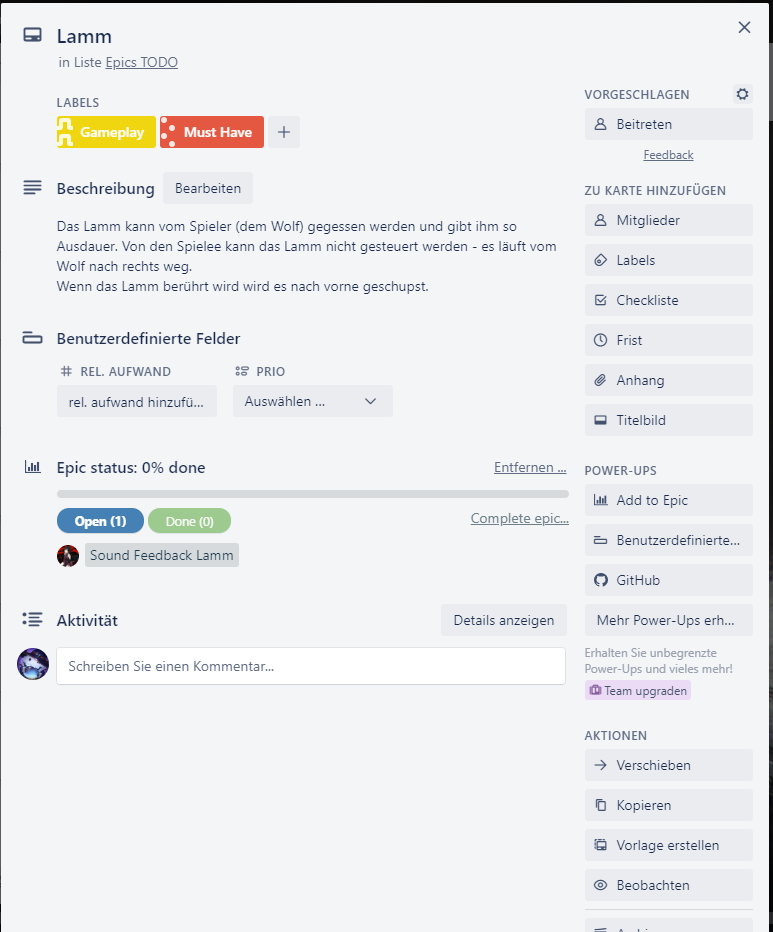 Lamm
in Liste Epics TODO
LABELS
Gameplay
Must Have
Beschreibung
Bearbeiten
Das Lamm kann vom Spieler (dem Wolf) gegessen werden und gibt ihm so
Ausdauer. Von den Spielee kann das Lamm nicht gesteuert werden - es läuft vom
Wolf nach rechts weg.
Wenn das Lamm berührt wird wird es nach vorne geschupst.
Benutzerdefinierte Felder
REL. AUFWAND
PRIO
rel. aufwand hinzufü...
Auswählen ...
Epic status: 0% done
Entfernen ...
Open (1)
Done (0)
Complete epic...
Sound Feedback Lamm
Aktivität
Details anzeigen
Schreiben Sie einen Kommentar...
VORGESCHLAGEN
Beitreten
Feedback
ZU KARTE HINZUFÜGEN
Mitglieder
Labels
Checkliste
Frist
Anhang
Titelbild
POWER-UPS
Add to Epic
Benutzerdefinierte...
GitHub
Mehr Power-Ups erh...
Erhalten Sie unbegrenzte
Power-Ups und vieles mehr!
Team upgraden
AKTIONEN
Verschieben
Kopieren
Vorlage erstellen
Beobachten